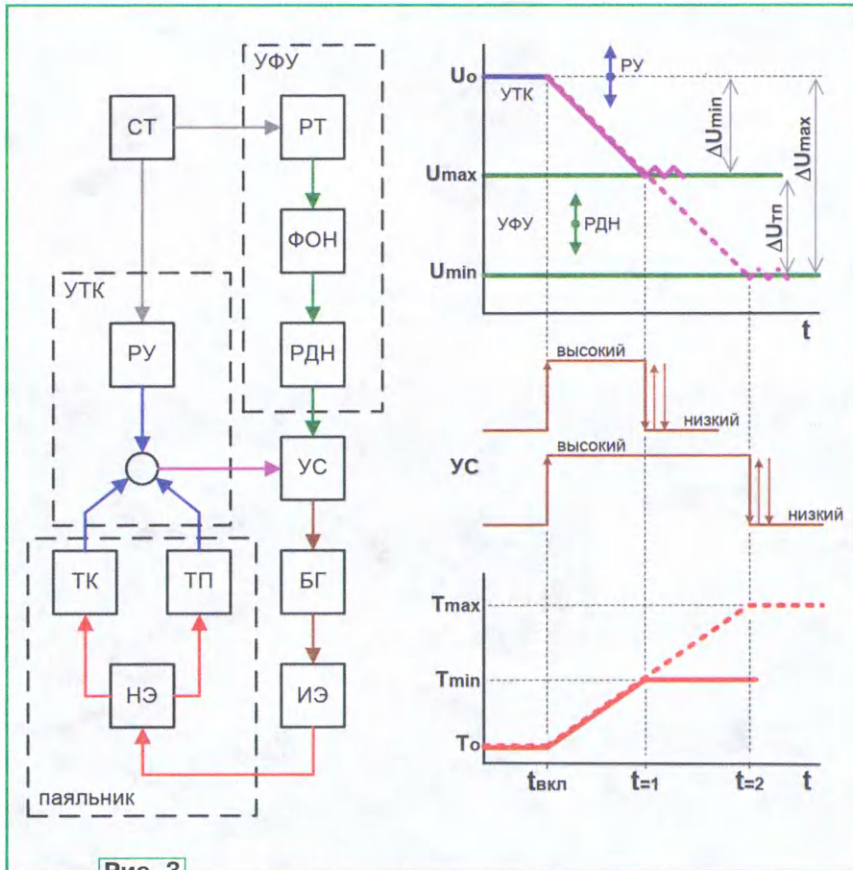 УФУ
СТ
РТ
ФОН
УТК
РУ
РДН
УС
ТК
ТП
БГ
НЭ
ИЭ
паяльник
Uo
РУ
УТК
ΔUmin
ΔUmax
Umax
УФУ
РДН
ΔUтп
Umin
t
высокий
низкий
УС
высокий
низкий
Tmax
Tmin
To
tвкл
t=1
t=2
t
Рис. 3